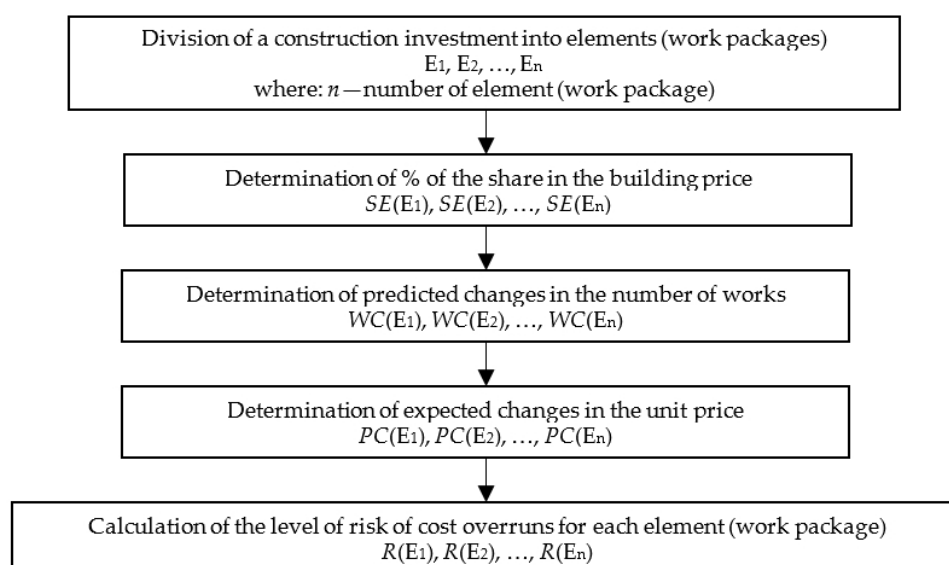 Division of a construction investment into elements (work packages)
E1, E2, …, En
where: n—number of element (work package)
Determination of % of the share in the building price
SE(E1), SE(E2), …, SE(En)
Determination of predicted changes in the number of works
WC(E1), WC(E2), …, WC(En)
Determination of expected changes in the unit price
PC(E1), PC(E2), …, PC(En)
Calculation of the level of risk of cost overruns for each element (work package)
R(E1), R(E2), …, R(En)